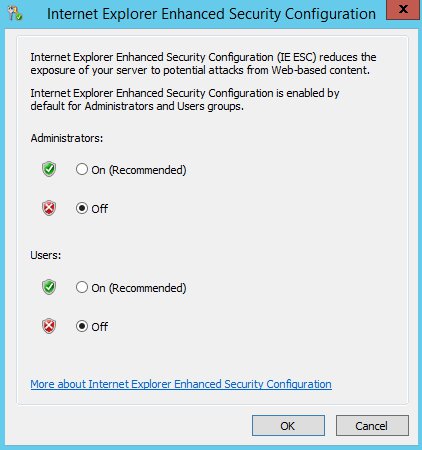 Internet Explorer Enhanced Security Configuration
x
Internet Explorer Enhanced Security Configuration (IE ESC) reduces the
exposure of your server to potential attacks from Web-based content.
Internet Explorer Enhanced Security Configuration is enabled by
default for Administrators and Users groups.
Administrators:
On (Recommended)
Off
Users:
On (Recommended)
Off
More about Internet Explorer Enhanced Security Configuration
OK Cancel